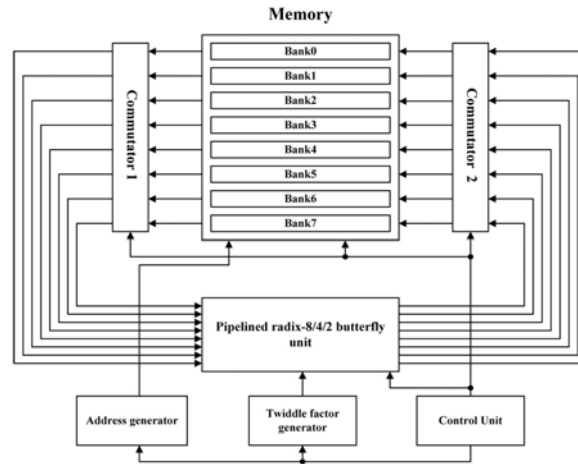 Memory
Bank0
Bank1
Bank2
Bank3
Bank4
Bank5
Bank6
Bank7
Commutator 1
Commutator 2
Pipelined radix-8/4/2 butterfly
unit
Address generator
Twiddle factor
generator
Control Unit